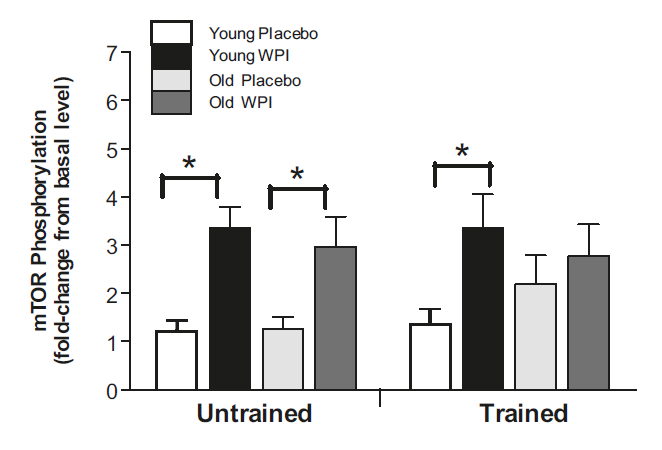 Young Placebo
Young WPI
Old Placebo
Old WPI
mTOR Phosphorylation
(fold-change from basal level)
7
6
5
4
3
2
1
0
*
*
*
Untrained
Trained